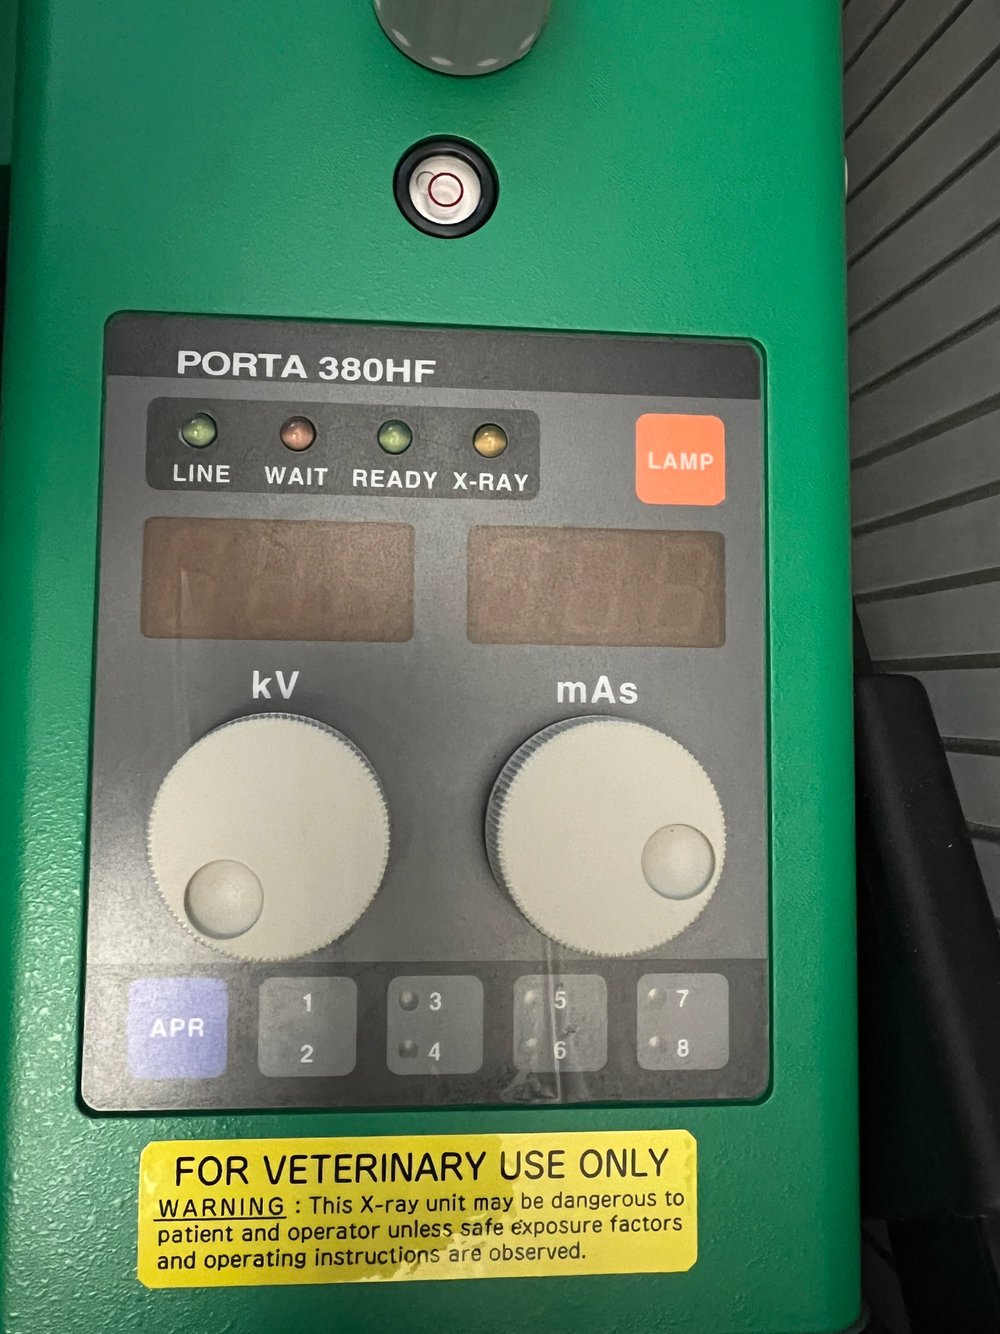 PORTA 380HF
LINE WAIT READY X-RAY
LAMP
kV mAs
APR
1 3 5 7
2 4 6 8
FOR VETERINARY USE ONLY
WARNING : This X-ray unit may be dangerous to
patient and operator unless safe exposure factors
and operating instructions are observed.